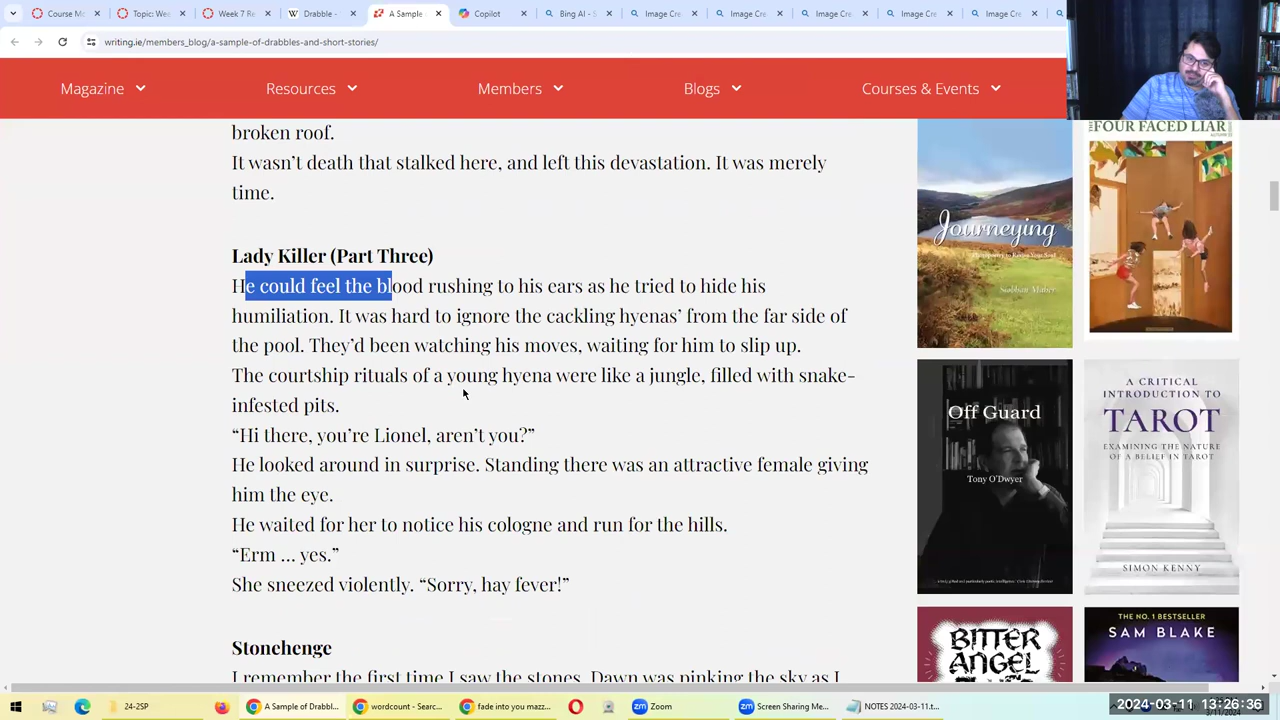 Course M
Topic: Wee
Week 7 R
Drabble -
A Sample
Copilot
Bing AI - S
Image Cre
Image Cre
Image Cre
Image Cre
Image Cre
writing.ie/members_blog/a-sample-of-drabbles-and-short-stories/
Magazine Resources Members Blogs Courses & Events
broken roof.
It wasn't death that stalked here, and left this devastation. It was merely
time.
Lady Killer (Part Three)
He could feel the blood rushing to his ears as he tried to hide his
humiliation. It was hard to ignore the cackling hyenas' from the far side of
the pool. They'd been watching his moves, waiting for him to slip up.
The courtship rituals of a young hyena were like a jungle, filled with snake-
infested pits.
“Hi there, you're Lionel, aren't you?”
He looked around in surprise. Standing there was an attractive female giving
him the eye.
He waited for her to notice his cologne and run for the hills.
“Erm … yes.”
She sneezed violently. “Sorry, hay fever!”
Stonehenge
I remember the first time I saw the stones. Dawn was pinking the sky as I
Journeying
Siobhán Maher
THE FOUR FACED LIAR
Off Guard
Tony O'Dwyer
A CRITICAL
INTRODUCTION TO
TAROT
EXAMINING THE NATURE
OF A BELIEF IN TAROT
SIMON KENNY
BITTER
ANGEL
THE NO. 1 BESTSELLER
SAM BLAKE
24-SP
A Sample of Drabbl...
wordcount - Searc...
fade into you mazz...
Zoom
Screen Sharing Me...
NOTES 2024-03-11.t...
2024-03-11 13:26:36